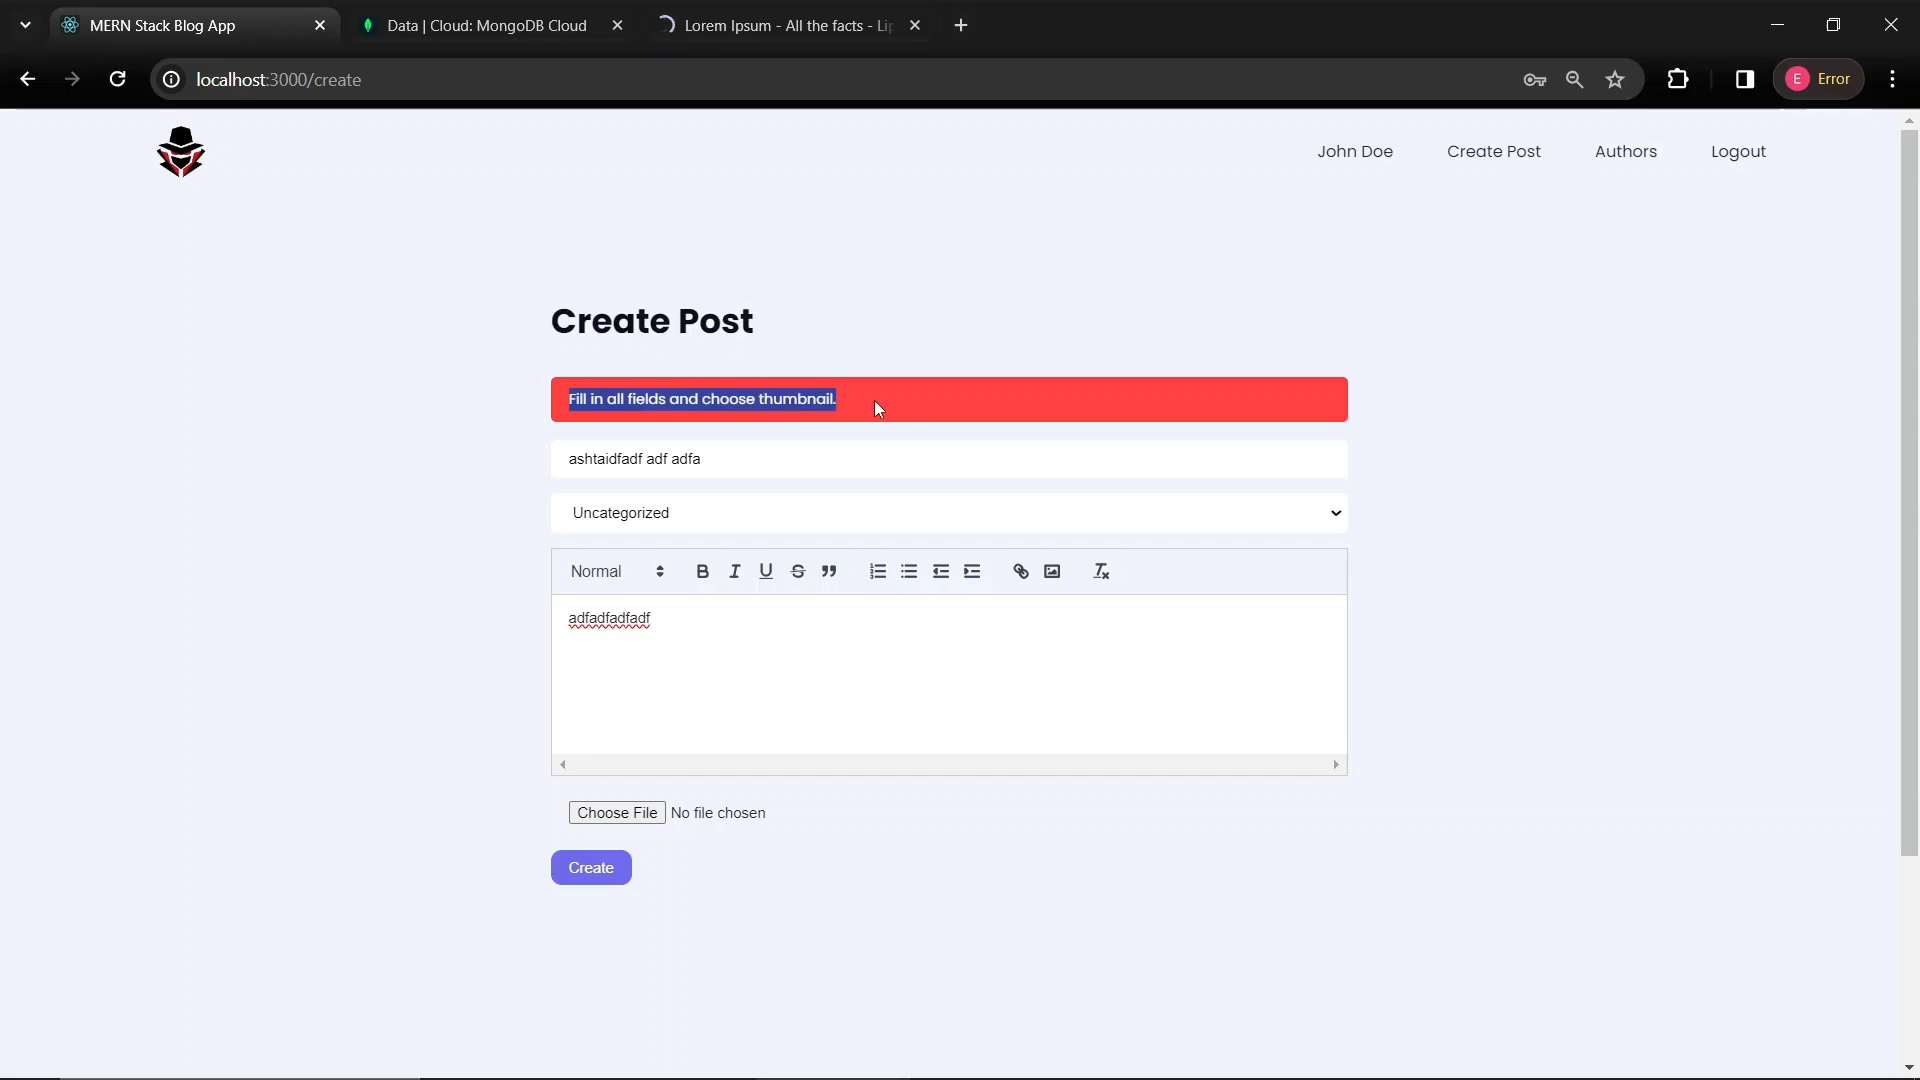 MERN Stack Blog App
Data | Cloud: MongoDB Cloud
Lorem Ipsum - All the facts - Li
localhost:3000/create
E Error
John Doe
Create Post
Authors
Logout
Create Post
Fill in all fields and choose thumbnail.
ashtaidfadf adf adfa
Uncategorized
Normal
adfadfadfadf
Choose File No file chosen
Create